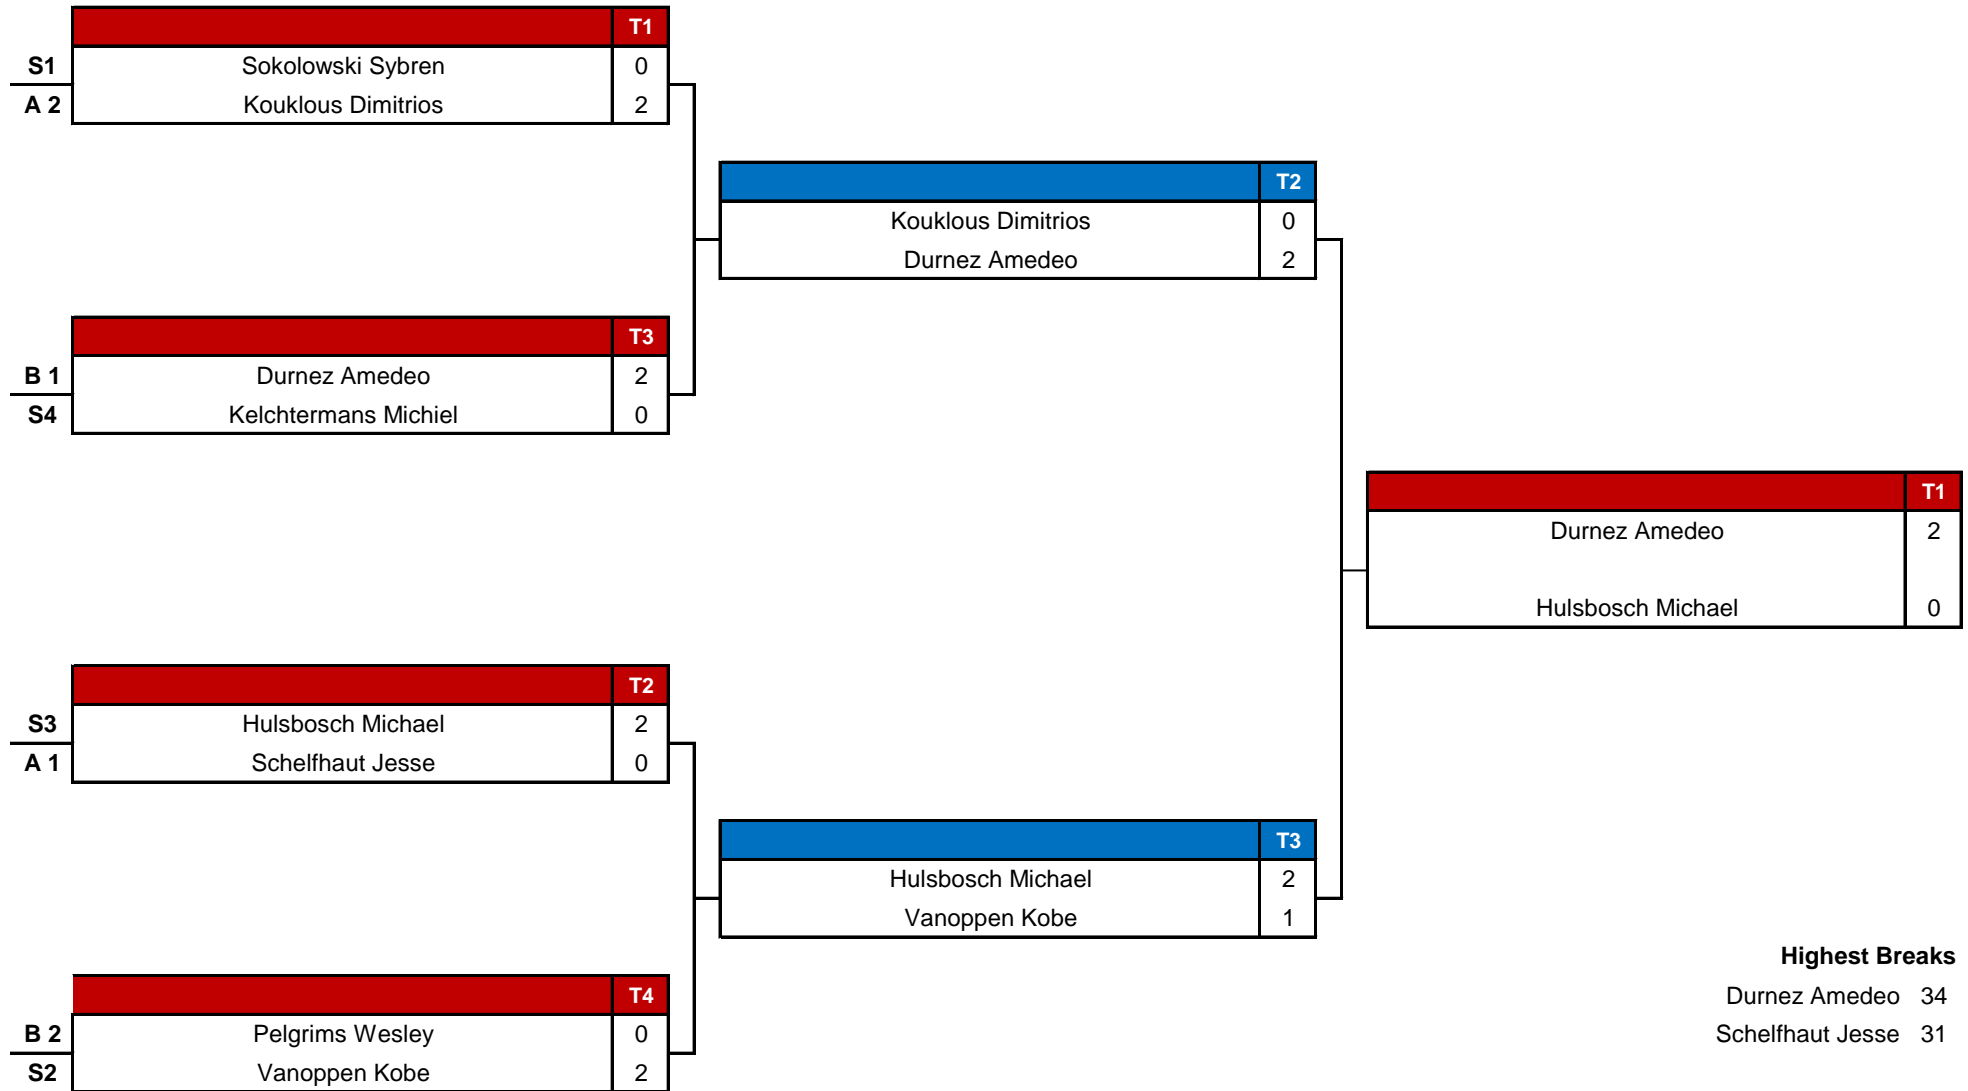 T1
S1 Sokolowski Sybren 0
A 2 Kouklous Dimitrios 2
T2
Kouklous Dimitrios 0
Durnez Amedeo 2
T3
B 1 Durnez Amedeo 2
S4 Kelchtermans Michiel 0
T1
Durnez Amedeo 2
Hulsbosch Michael 0
T2
S3 Hulsbosch Michael 2
A 1 Schelfhaut Jesse 0
T3
Hulsbosch Michael 2
Vanoppen Kobe 1
T4
B 2 Pelgrims Wesley 0
S2 Vanoppen Kobe 2
Highest Breaks
Durnez Amedeo 34
Schelfhaut Jesse 31